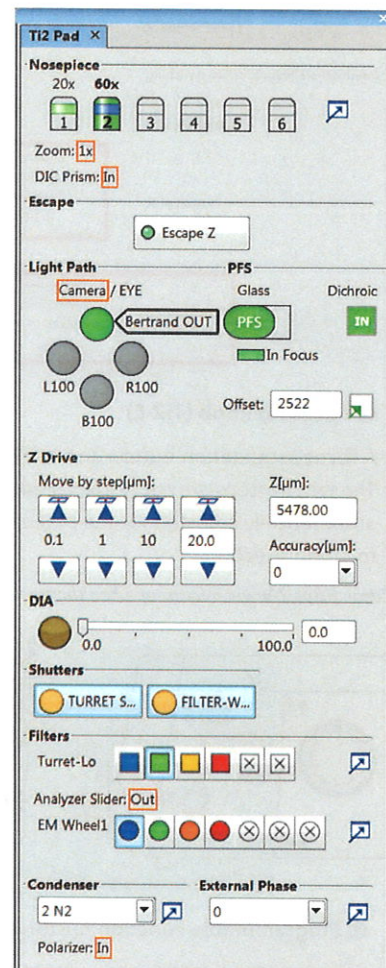 Ti2 Pad ×
Nosepiece
20x 60x
1 2 3 4 5 6
Zoom: 1x
DIC Prism: In
Escape
Escape Z
Light Path PFS
Camera / EYE Glass Dichroic
Bertrand OUT PFS IN
In Focus
L100 R100
B100
Offset: 2522
Z Drive
Move by step[µm]: Z[µm]:
5478.00
0.1 1 10 20.0
Accuracy[µm]:
0
DIA
0.0 100.0 0.0
Shutters
TURRET S... FILTER-W...
Filters
Turret-Lo
Analyzer Slider: Out
EM Wheel1
Condenser External Phase
2 N2 0
Polarizer: In